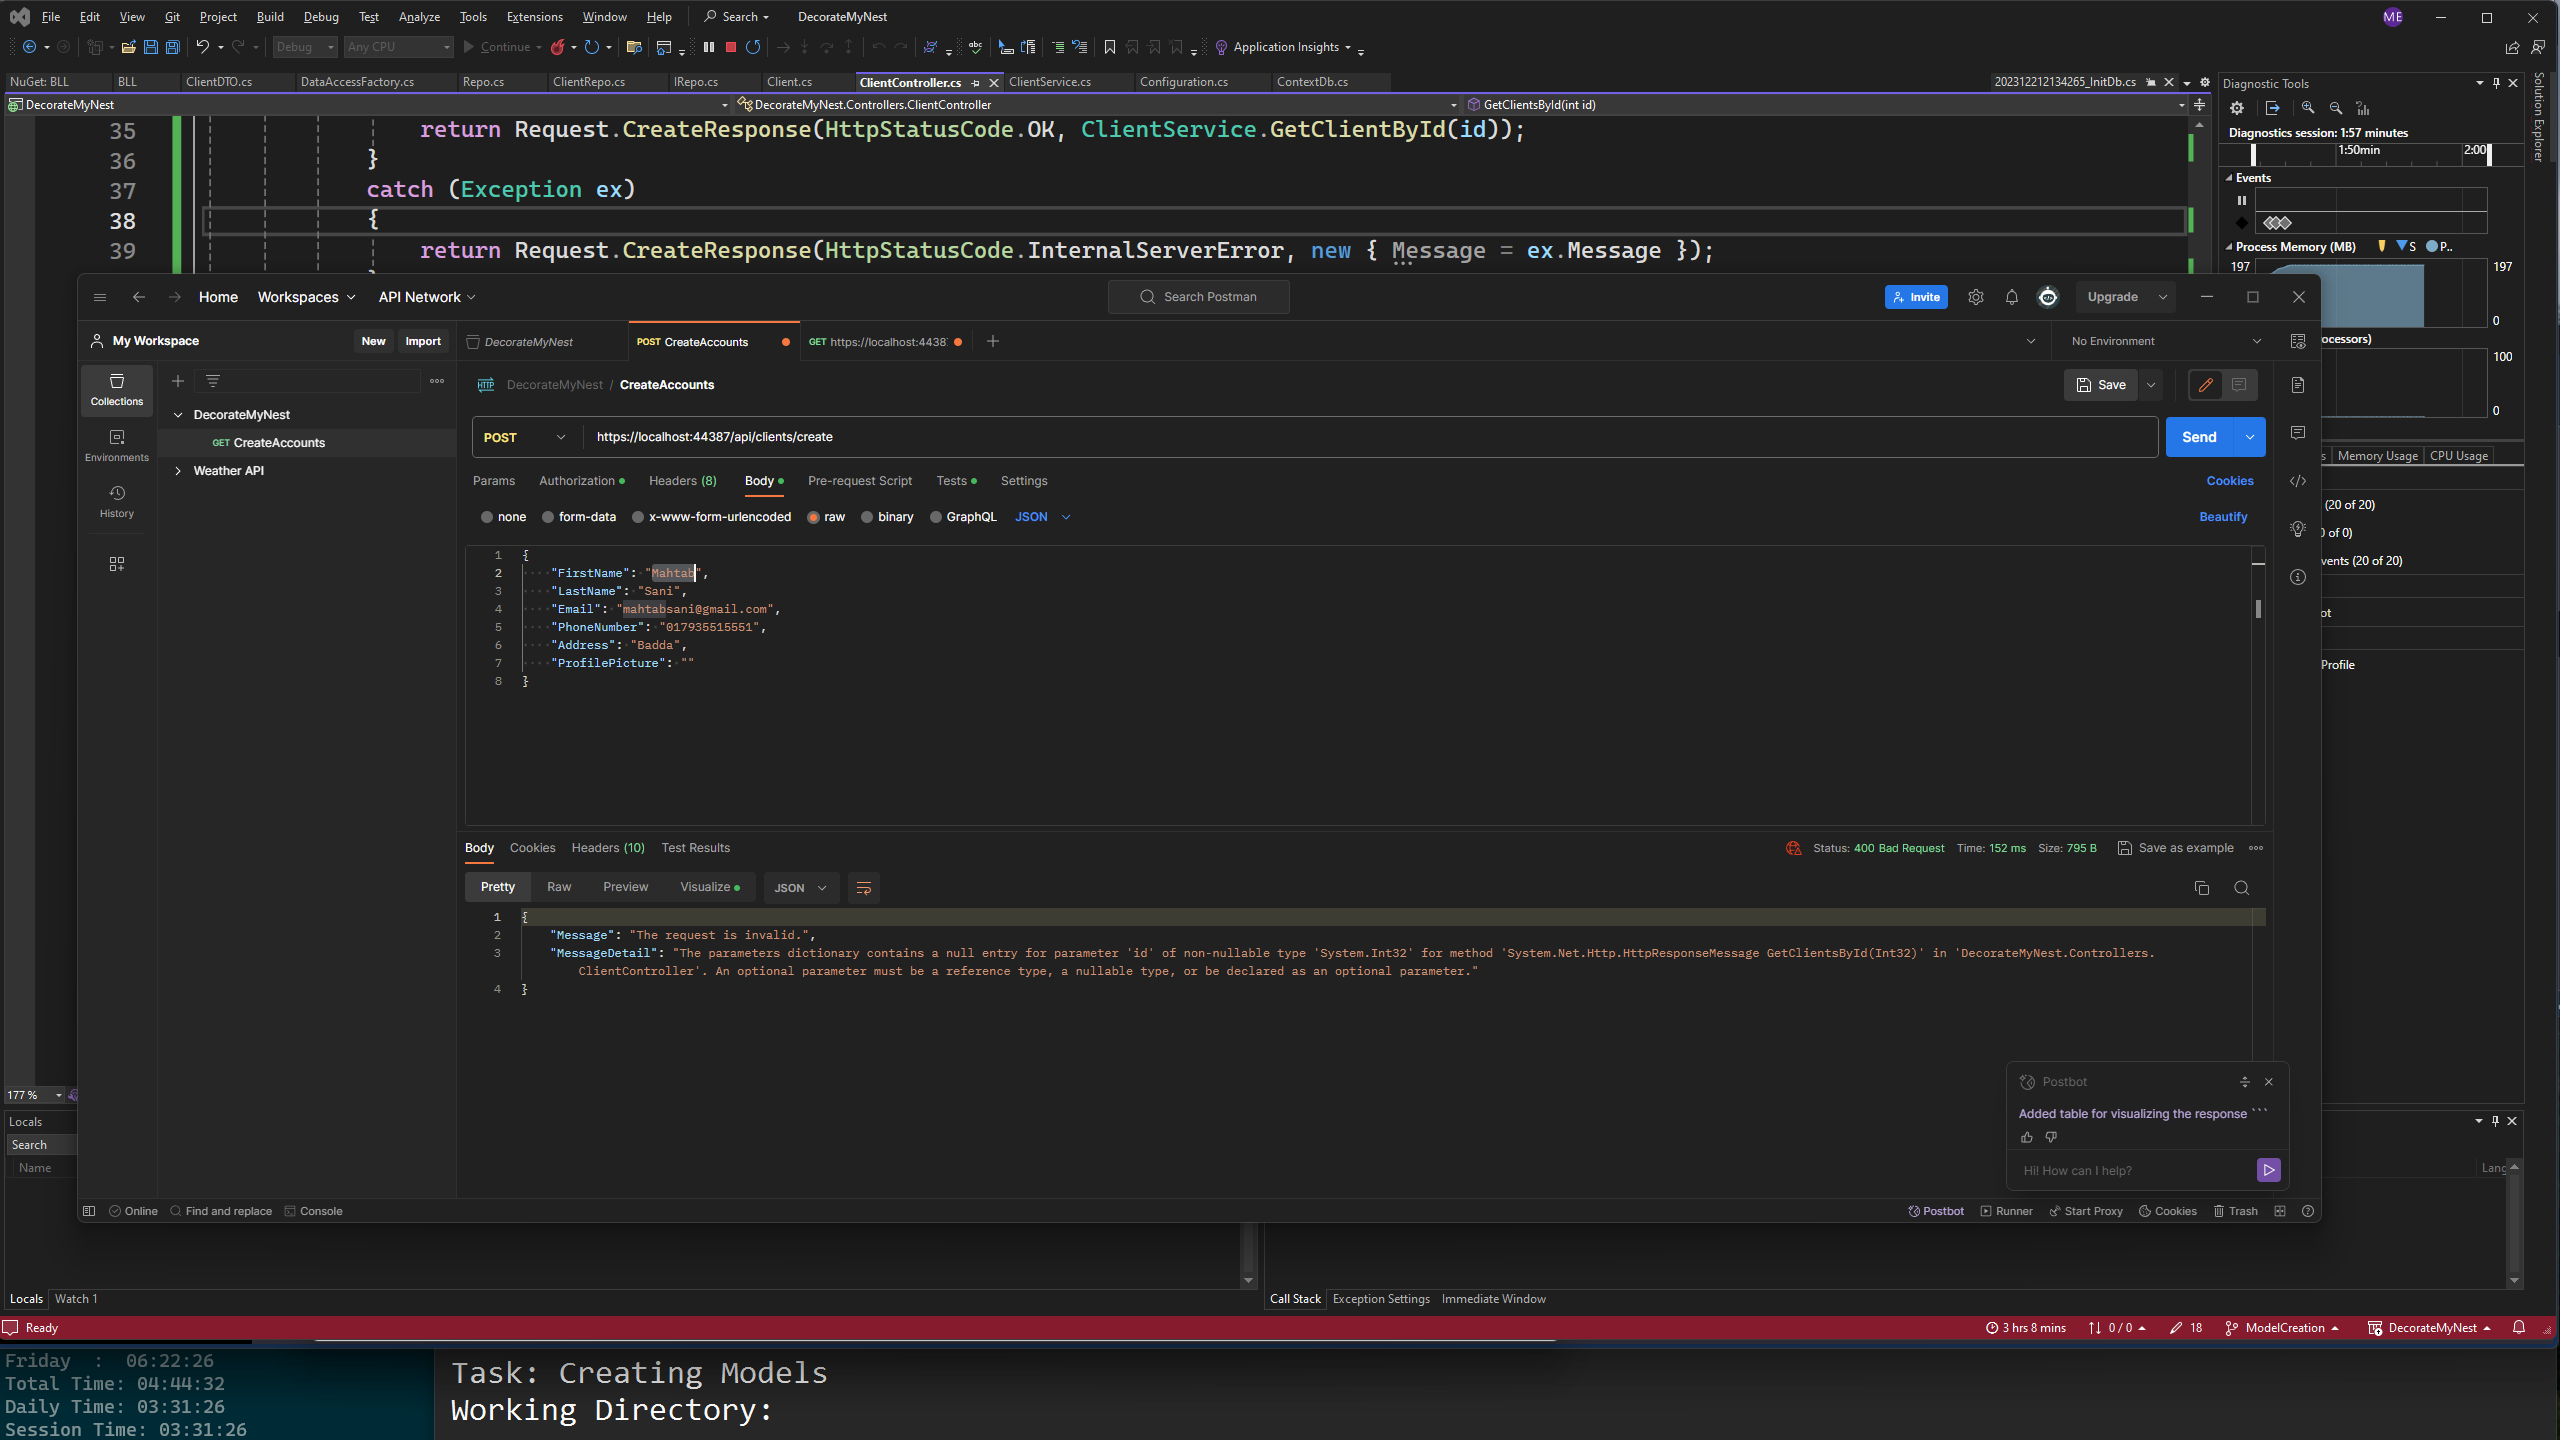 File Edit View Git Project Build Debug Test Analyze Tools Extensions Window Help Search DecorateMyNest ME
Debug Any CPU Continue Application Insights
NuGet: BLL BLL ClientDTO.cs DataAccessFactory.cs Repo.cs ClientRepo.cs IRepo.cs Client.cs ClientController.cs ClientService.cs Configuration.cs ContextDb.cs 202312212134265_InitDb.cs Diagnostic Tools
DecorateMyNest DecorateMyNest.Controllers.ClientController GetClientsById(int id)
Solution Explorer
Diagnostics session: 1:57 minutes
1:50min 2:00
Events
Process Memory (MB) S P..
197 197
0
ocessors)
100
0
35 return Request.CreateResponse(HttpStatusCode.OK, ClientService.GetClientById(id));
36 }
37 catch (Exception ex)
38 {
39 return Request.CreateResponse(HttpStatusCode.InternalServerError, new { Message = ex.Message });
Home Workspaces API Network Search Postman Invite Upgrade
My Workspace New Import DecorateMyNest POST CreateAccounts GET https://localhost:4438 No Environment
Collections
Environments
History
DecorateMyNest
GET CreateAccounts
Weather API
HTTP DecorateMyNest / CreateAccounts Save
POST https://localhost:44387/api/clients/create Send
Params Authorization Headers (8) Body Pre-request Script Tests Settings Cookies
none form-data x-www-form-urlencoded raw binary GraphQL JSON Beautify
1 {
2 "FirstName": "Mahtab",
3 "LastName": "Sani",
4 "Email": "mahtabsani@gmail.com",
5 "PhoneNumber": "017935515551",
6 "Address": "Badda",
7 "ProfilePicture": ""
8 }
s Memory Usage CPU Usage
(20 of 20)
of 0)
vents (20 of 20)
ot
Profile
Body Cookies Headers (10) Test Results Status: 400 Bad Request Time: 152 ms Size: 795 B Save as example
Pretty Raw Preview Visualize JSON
1 {
2 "Message": "The request is invalid.",
3 "MessageDetail": "The parameters dictionary contains a null entry for parameter 'id' of non-nullable type 'System.Int32' for method 'System.Net.Http.HttpResponseMessage GetClientsById(Int32)' in 'DecorateMyNest.Controllers.
ClientController'. An optional parameter must be a reference type, a nullable type, or be declared as an optional parameter."
4 }
Postbot
Added table for visualizing the response ```
Hi! How can I help?
177 %
Locals
Search
Name
Lang
Online Find and replace Console Postbot Runner Start Proxy Cookies Trash
Locals Watch 1 Call Stack Exception Settings Immediate Window
Ready 3 hrs 8 mins 0 / 0 18 ModelCreation DecorateMyNest
Friday : 06:22:26
Total Time: 04:44:32
Daily Time: 03:31:26
Session Time: 03:31:26
Task: Creating Models
Working Directory: